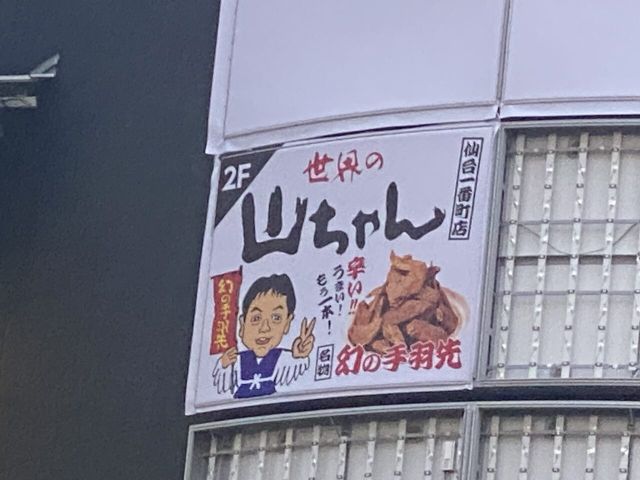 2F
世界の
山ちゃん
仙台一番町店
辛い!!
うまい!
もう一本!
幻の手羽先
名物
幻の手羽先